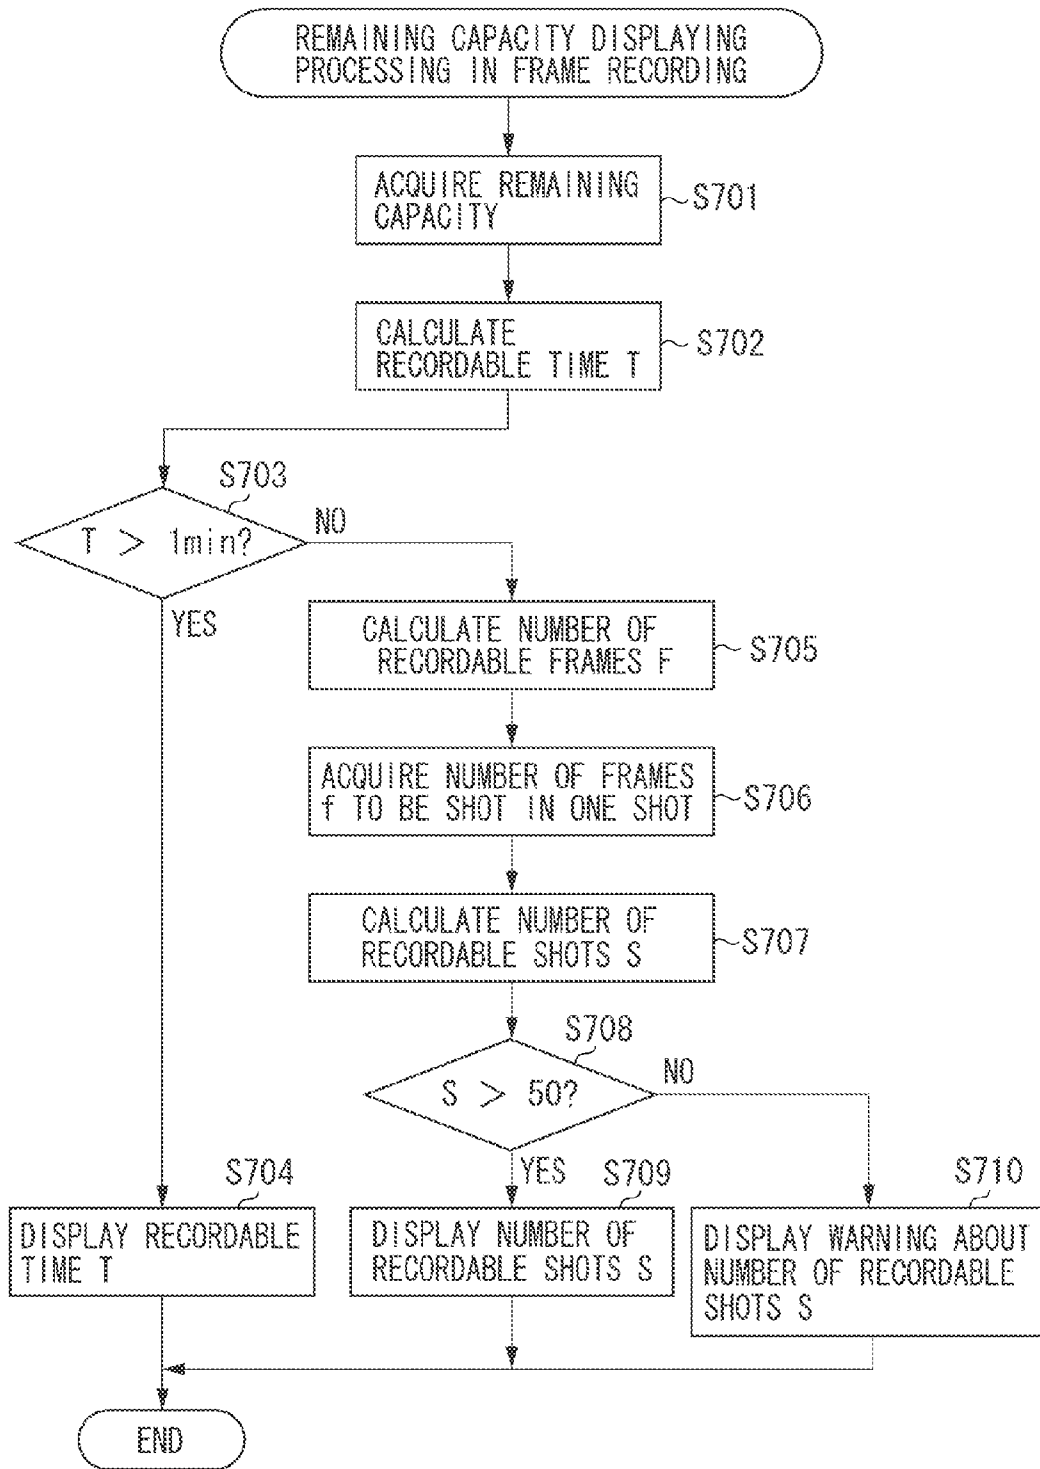 REMAINING CAPACITY DISPLAYING
PROCESSING IN FRAME RECORDING
ACQUIRE REMAINING
CAPACITY
S701
CALCULATE
RECORDABLE TIME T
S702
S703
T > 1min?
NO
YES
CALCULATE NUMBER OF
RECORDABLE FRAMES F
S705
ACQUIRE NUMBER OF FRAMES
f TO BE SHOT IN ONE SHOT
S706
CALCULATE NUMBER OF
RECORDABLE SHOTS S
S707
S708
S > 50?
NO
YES
S704
DISPLAY RECORDABLE
TIME T
S709
DISPLAY NUMBER OF
RECORDABLE SHOTS S
S710
DISPLAY WARNING ABOUT
NUMBER OF RECORDABLE
SHOTS S
END